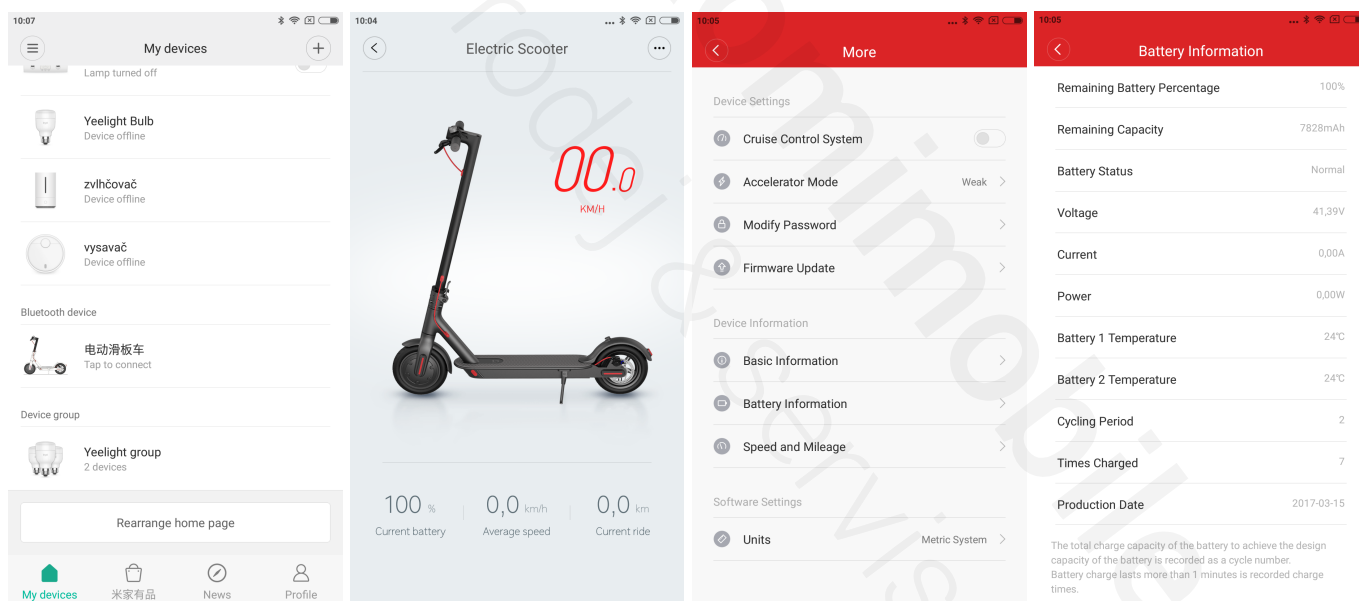 10:07
My devices
Lamp turned off
Yeelight Bulb
Device offline
zvlhčovač
Device offline
vysavač
Device offline
Bluetooth device
电动滑板车
Tap to connect
Device group
Yeelight group
2 devices
Rearrange home page
My devices
米家有品
News
Profile
10:04
Electric Scooter
00.0
KM/H
100 %
Current battery
0,0 km/h
Average speed
0,0 km
Current ride
10:05
More
Device Settings
Cruise Control System
Accelerator Mode Weak
Modify Password
Firmware Update
Device Information
Basic Information
Battery Information
Speed and Mileage
Software Settings
Units Metric System
10:05
Battery Information
Remaining Battery Percentage 100%
Remaining Capacity 7828mAh
Battery Status Normal
Voltage 41,39V
Current 0,00A
Power 0,00W
Battery 1 Temperature 24℃
Battery 2 Temperature 24℃
Cycling Period 2
Times Charged 7
Production Date 2017-03-15
The total charge capacity of the battery to achieve the design
capacity of the battery is recorded as a cycle number.
Battery charge lasts more than 1 minutes is recorded charge
times.